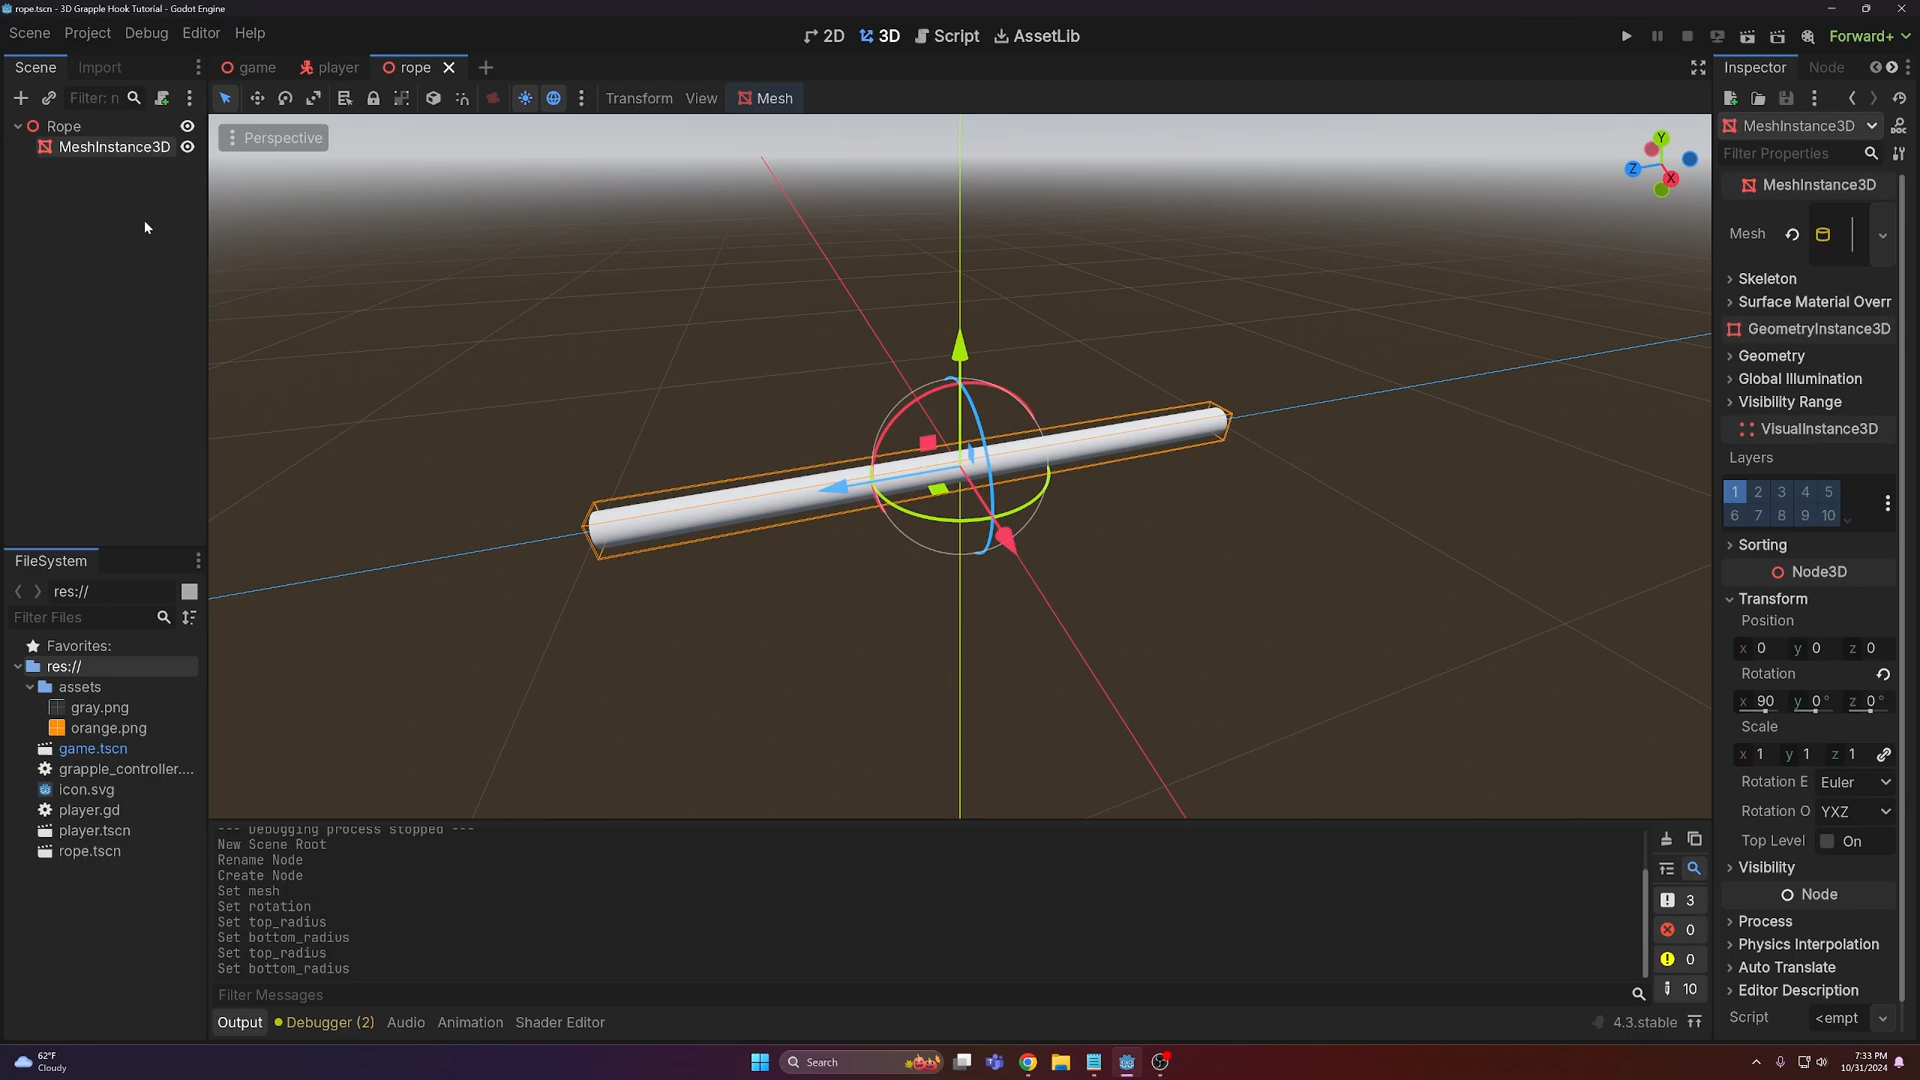 rope.tscn - 3D Grapple Hook Tutorial - Godot Engine
Scene Project Debug Editor Help
2D 3D Script AssetLib
Forward+
Scene Import
game player rope
Inspector Node
Filter: n
Transform View Mesh
Rope
MeshInstance3D
Perspective
Y
Z
X
MeshInstance3D
Filter Properties
MeshInstance3D
Mesh
Skeleton
Surface Material Overr
GeometryInstance3D
Geometry
Global Illumination
Visibility Range
VisualInstance3D
Layers
1 2 3 4 5
6 7 8 9 10
Sorting
Node3D
Transform
Position
x 0 y 0 z 0
Rotation
x 90 y 0° z 0°
Scale
x 1 y 1 z 1
Rotation E Euler
Rotation O YXZ
Top Level On
Visibility
Node
Process
Physics Interpolation
Auto Translate
Editor Description
Script <empt
FileSystem
res://
Filter Files
Favorites:
res://
assets
gray.png
orange.png
game.tscn
grapple_controller....
icon.svg
player.gd
player.tscn
rope.tscn
--- Debugging process stopped ---
New Scene Root
Rename Node
Create Node
Set mesh
Set rotation
Set top_radius
Set bottom_radius
Set top_radius
Set bottom_radius
3
0
0
10
Filter Messages
Output Debugger (2) Audio Animation Shader Editor
4.3.stable
62°F
Cloudy
Search
7:33 PM
10/31/2024